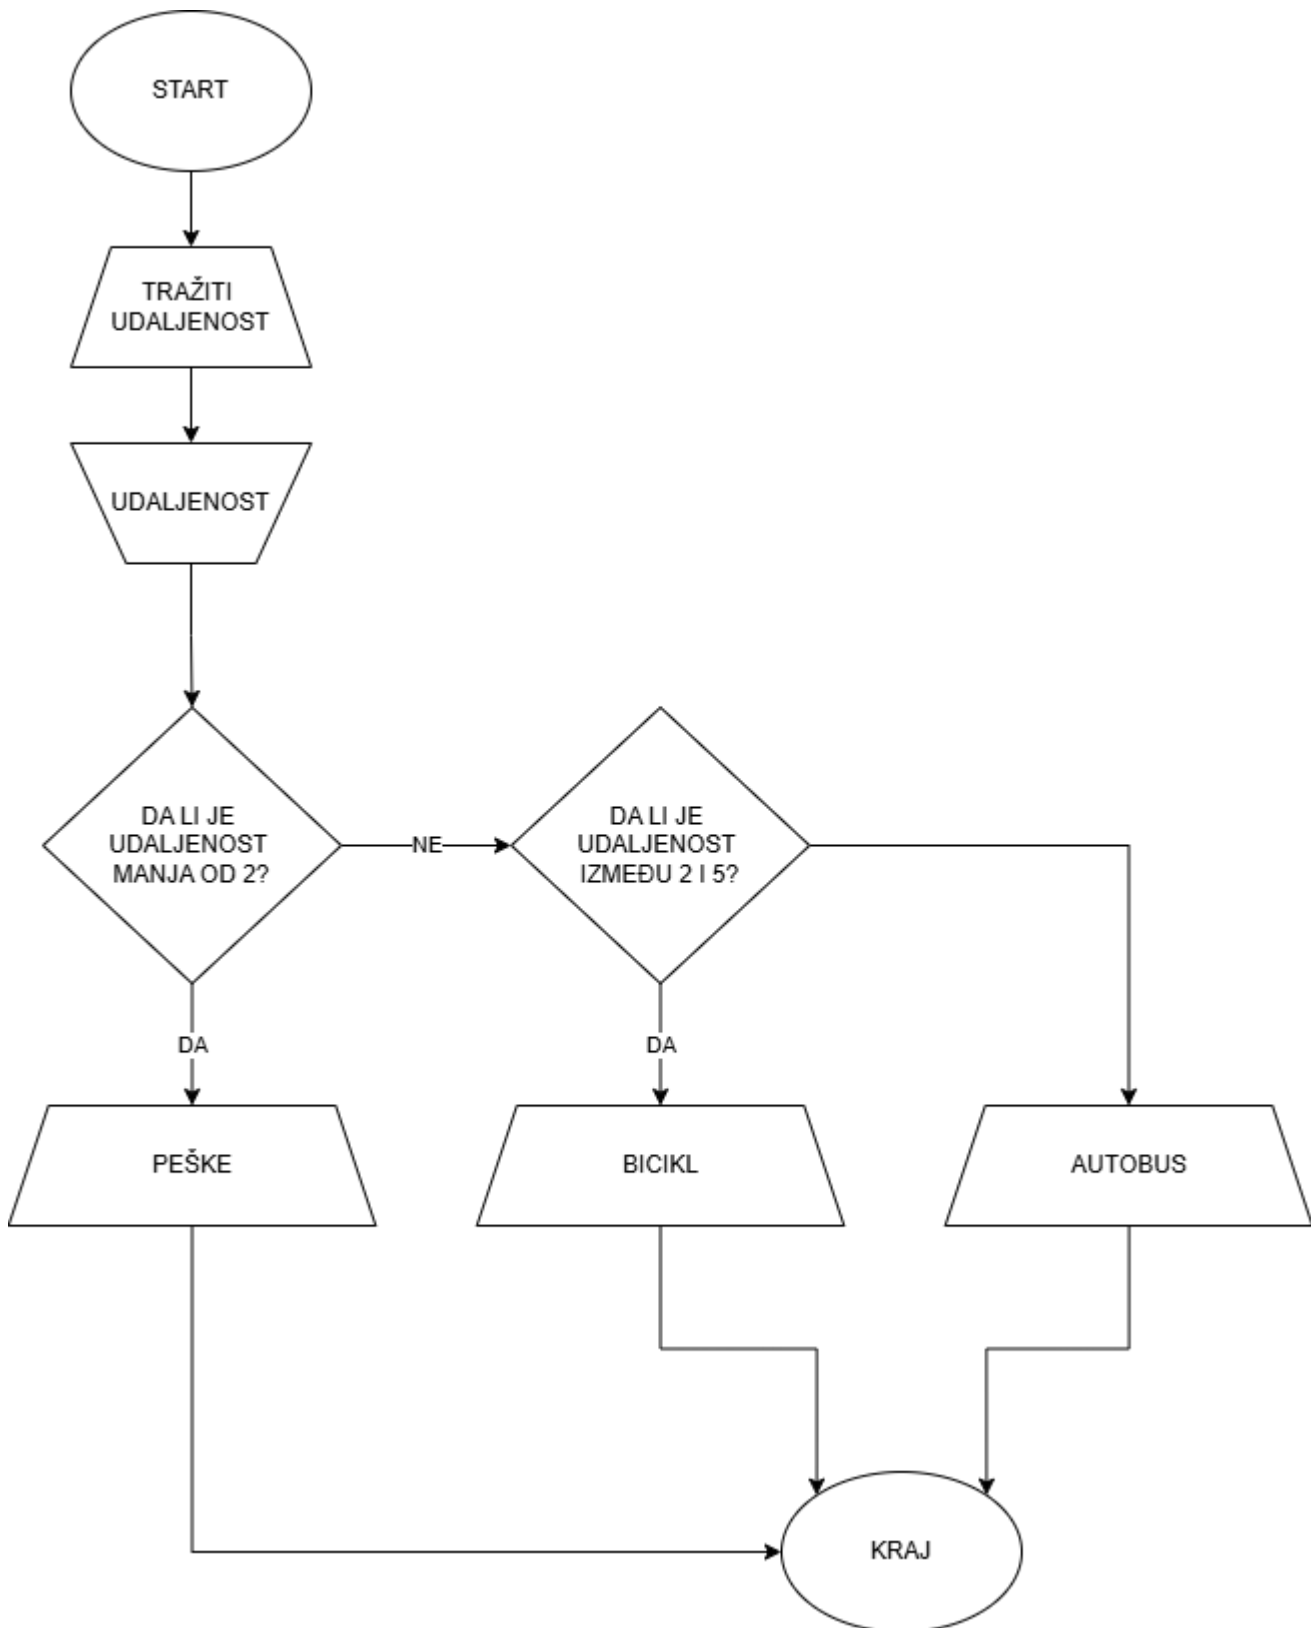 START
TRAŽITI
UDALJENOST
UDALJENOST
DA LI JE
UDALJENOST
MANJA OD 2?
NE
DA LI JE
UDALJENOST
IZMEĐU 2 I 5?
DA
DA
PEŠKE
BICIKL
AUTOBUS
KRAJ